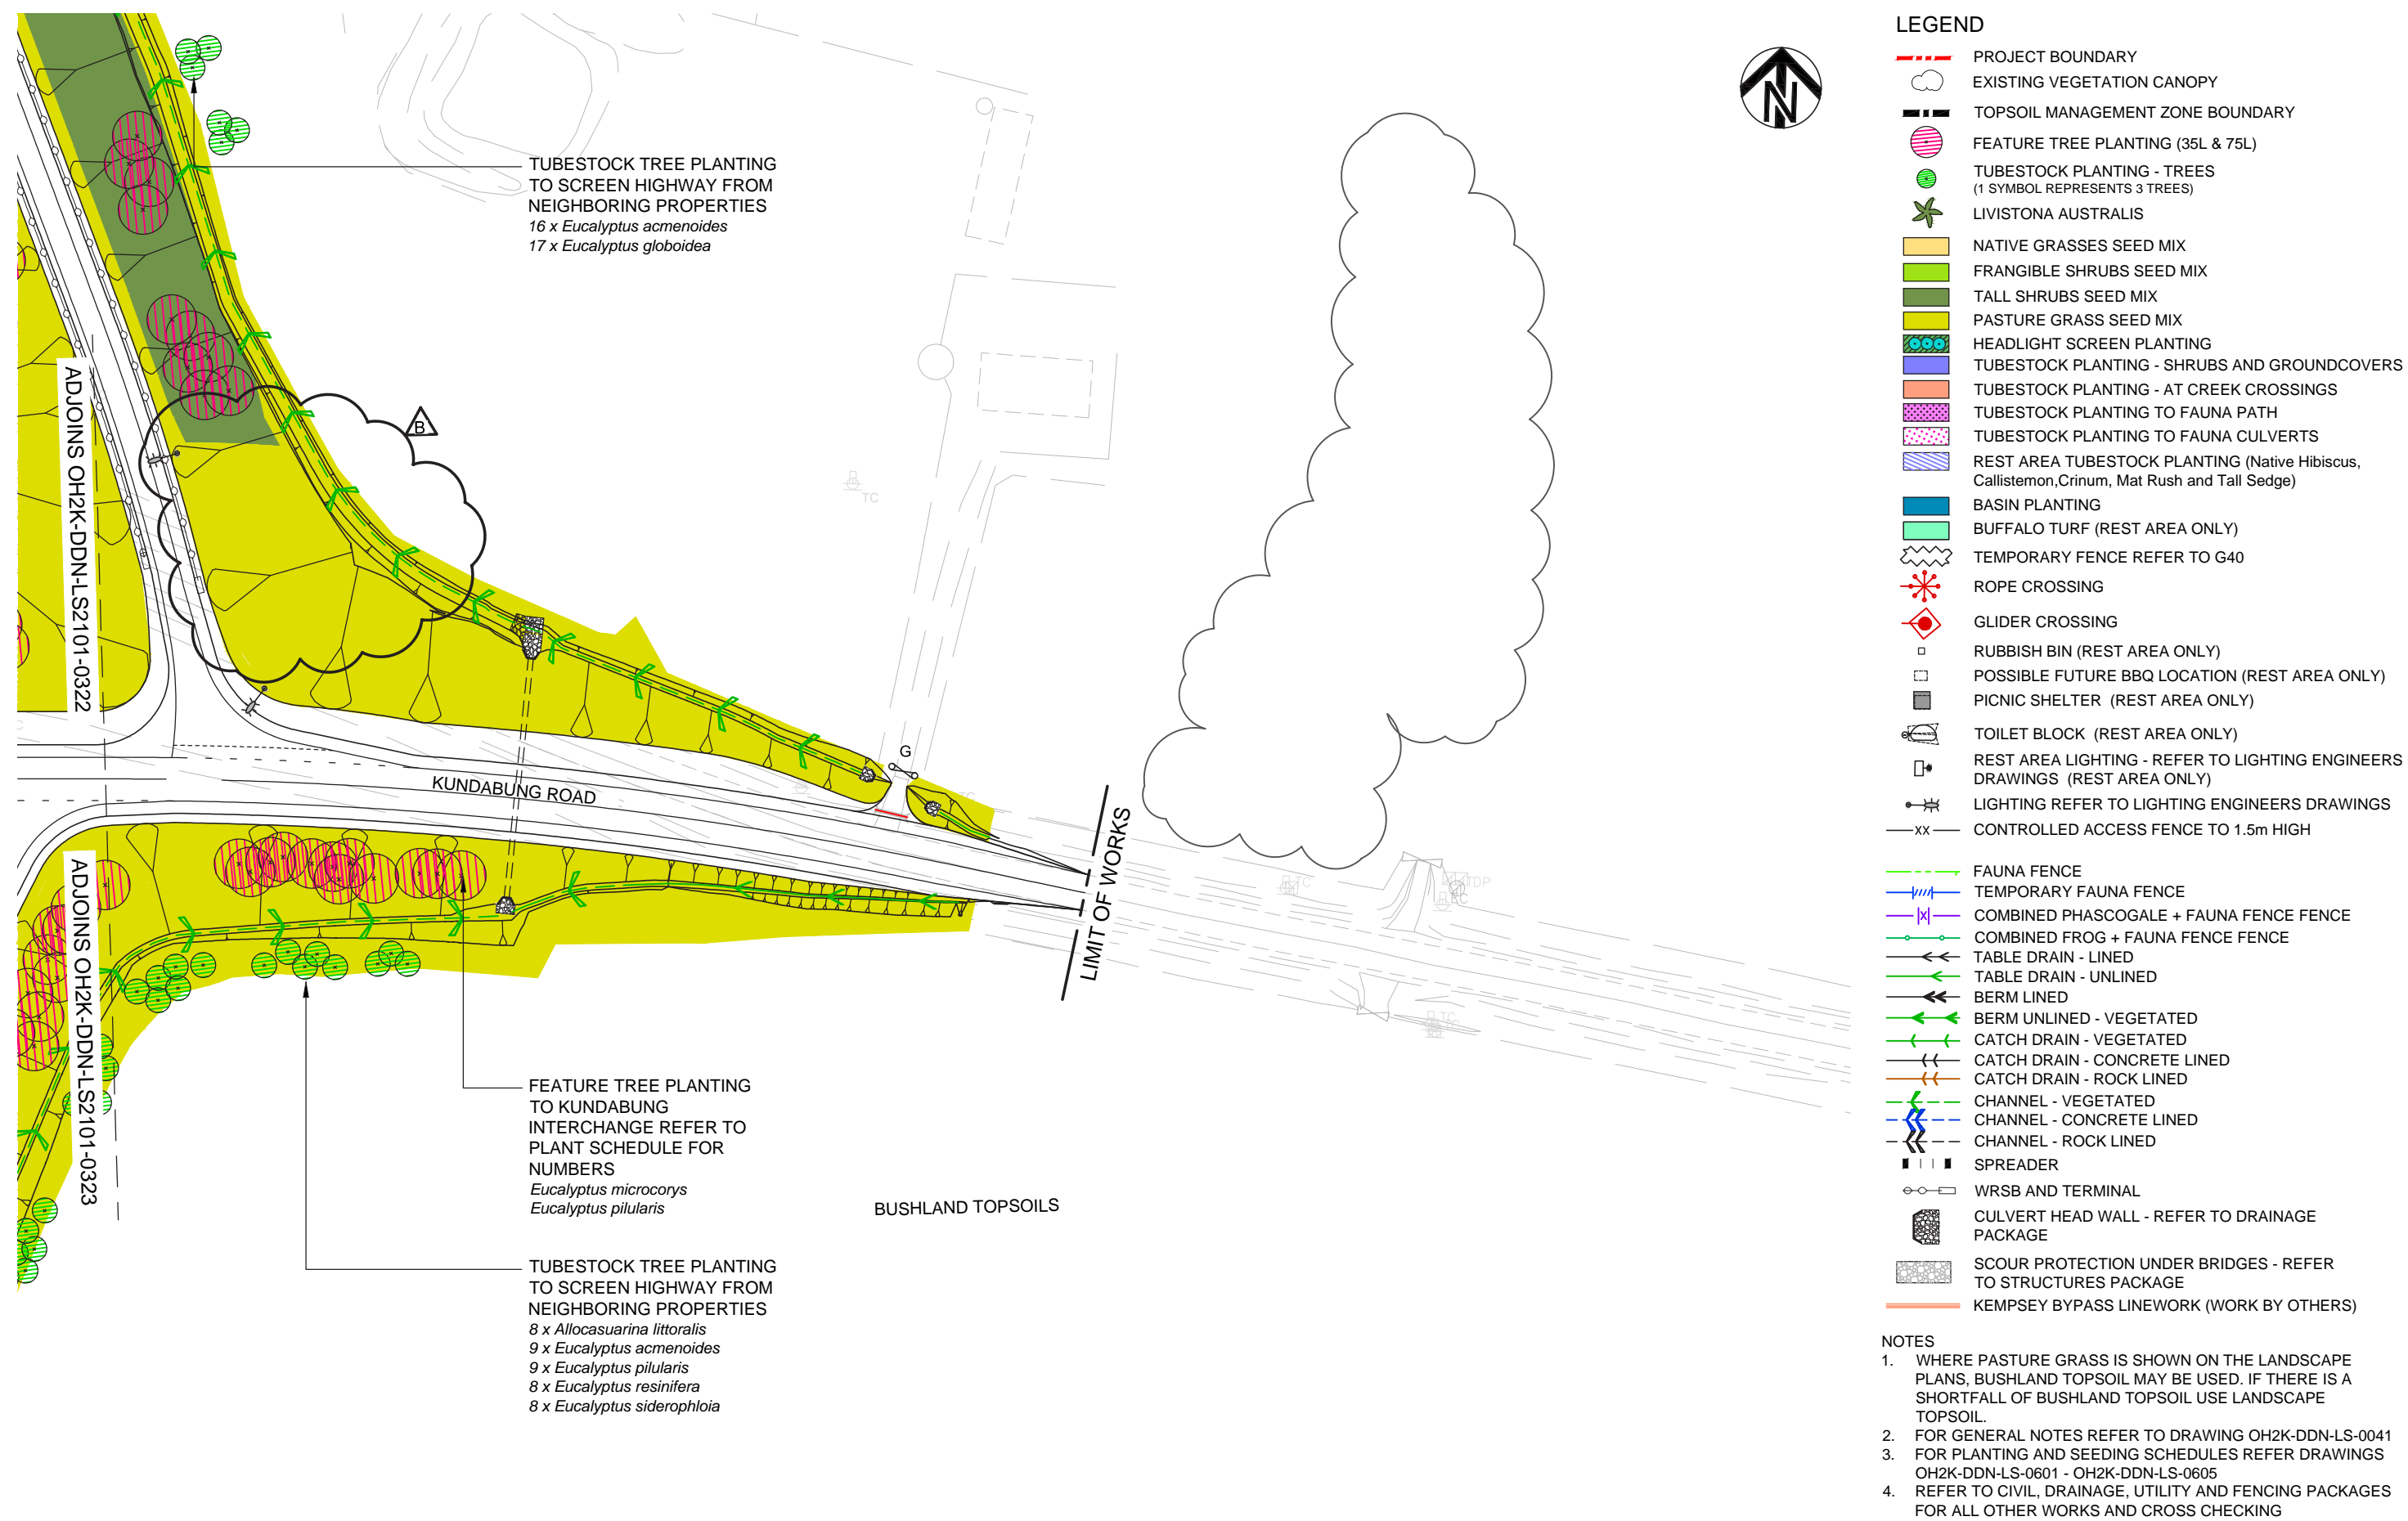 TUBESTOCK TREE PLANTING
TO SCREEN HIGHWAY FROM
NEIGHBORING PROPERTIES
16 x Eucalyptus acmenoides
17 x Eucalyptus globoidea
N
B
ADJOINS OH2K-DDN-LS2101-0322
TC
G
TC
KUNDABUNG ROAD
LIMIT OF WORKS
TC
TDP
TC
ADJOINS OH2K-DDN-LS2101-0323
FEATURE TREE PLANTING
TO KUNDABUNG
INTERCHANGE REFER TO
PLANT SCHEDULE FOR
NUMBERS
Eucalyptus microcorys
Eucalyptus pilularis
BUSHLAND TOPSOILS
TUBESTOCK TREE PLANTING
TO SCREEN HIGHWAY FROM
NEIGHBORING PROPERTIES
8 x Allocasuarina littoralis
9 x Eucalyptus acmenoides
9 x Eucalyptus pilularis
8 x Eucalyptus resinifera
8 x Eucalyptus siderophloia
LEGEND
PROJECT BOUNDARY
EXISTING VEGETATION CANOPY
TOPSOIL MANAGEMENT ZONE BOUNDARY
FEATURE TREE PLANTING (35L & 75L)
TUBESTOCK PLANTING - TREES
(1 SYMBOL REPRESENTS 3 TREES)
LIVISTONA AUSTRALIS
NATIVE GRASSES SEED MIX
FRANGIBLE SHRUBS SEED MIX
TALL SHRUBS SEED MIX
PASTURE GRASS SEED MIX
HEADLIGHT SCREEN PLANTING
TUBESTOCK PLANTING - SHRUBS AND GROUNDCOVERS
TUBESTOCK PLANTING - AT CREEK CROSSINGS
TUBESTOCK PLANTING TO FAUNA PATH
TUBESTOCK PLANTING TO FAUNA CULVERTS
REST AREA TUBESTOCK PLANTING (Native Hibiscus,
Callistemon,Crinum, Mat Rush and Tall Sedge)
BASIN PLANTING
BUFFALO TURF (REST AREA ONLY)
TEMPORARY FENCE REFER TO G40
ROPE CROSSING
GLIDER CROSSING
RUBBISH BIN (REST AREA ONLY)
POSSIBLE FUTURE BBQ LOCATION (REST AREA ONLY)
PICNIC SHELTER (REST AREA ONLY)
TOILET BLOCK (REST AREA ONLY)
REST AREA LIGHTING - REFER TO LIGHTING ENGINEERS
DRAWINGS (REST AREA ONLY)
LIGHTING REFER TO LIGHTING ENGINEERS DRAWINGS
XX CONTROLLED ACCESS FENCE TO 1.5m HIGH
FAUNA FENCE
TEMPORARY FAUNA FENCE
X COMBINED PHASCOGALE + FAUNA FENCE FENCE
COMBINED FROG + FAUNA FENCE FENCE
TABLE DRAIN - LINED
TABLE DRAIN - UNLINED
BERM LINED
BERM UNLINED - VEGETATED
CATCH DRAIN - VEGETATED
CATCH DRAIN - CONCRETE LINED
CATCH DRAIN - ROCK LINED
CHANNEL - VEGETATED
CHANNEL - CONCRETE LINED
CHANNEL - ROCK LINED
SPREADER
WRSB AND TERMINAL
CULVERT HEAD WALL - REFER TO DRAINAGE
PACKAGE
SCOUR PROTECTION UNDER BRIDGES - REFER
TO STRUCTURES PACKAGE
KEMPSEY BYPASS LINEWORK (WORK BY OTHERS)
NOTES
1. WHERE PASTURE GRASS IS SHOWN ON THE LANDSCAPE
PLANS, BUSHLAND TOPSOIL MAY BE USED. IF THERE IS A
SHORTFALL OF BUSHLAND TOPSOIL USE LANDSCAPE
TOPSOIL.
2. FOR GENERAL NOTES REFER TO DRAWING OH2K-DDN-LS-0041
3. FOR PLANTING AND SEEDING SCHEDULES REFER DRAWINGS
OH2K-DDN-LS-0601 - OH2K-DDN-LS-0605
4. REFER TO CIVIL, DRAINAGE, UTILITY AND FENCING PACKAGES
FOR ALL OTHER WORKS AND CROSS CHECKING